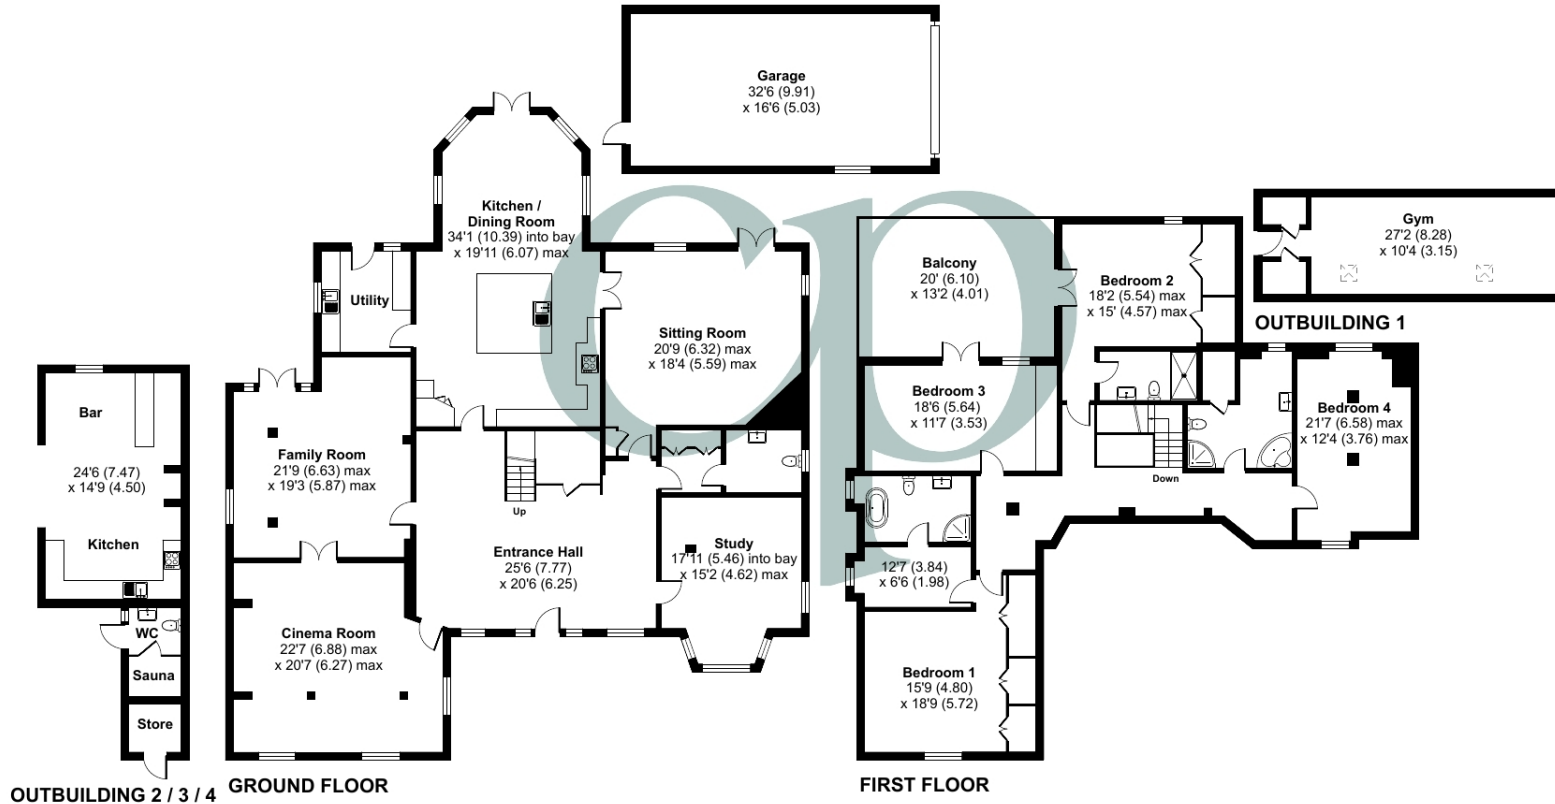 Garage
32'6 (9.91)
x 16'6 (5.03)
Kitchen /
Dining Room
34'1 (10.39) into bay
x 19'11 (6.07) max
Utility
Sitting Room
20'9 (6.32) max
x 18'4 (5.59) max
Balcony
20' (6.10)
x 13'2 (4.01)
Bedroom 2
18'2 (5.54) max
x 15' (4.57) max
Gym
27'2 (8.28)
x 10'4 (3.15)
OUTBUILDING 1
Bar
24'6 (7.47)
x 14'9 (4.50)
Kitchen
WC
Sauna
Store
OUTBUILDING 2 / 3 / 4
Family Room
21'9 (6.63) max
x 19'3 (5.87) max
Up
Entrance Hall
25'6 (7.77)
x 20'6 (6.25)
Study
17'11 (5.46) into bay
x 15'2 (4.62) max
Cinema Room
22'7 (6.88) max
x 20'7 (6.27) max
GROUND FLOOR
Bedroom 3
18'6 (5.64)
x 11'7 (3.53)
Bedroom 4
21'7 (6.58) max
x 12'4 (3.76) max
Down
12'7 (3.84)
x 6'6 (1.98)
Bedroom 1
15'9 (4.80)
x 18'9 (5.72)
FIRST FLOOR
op